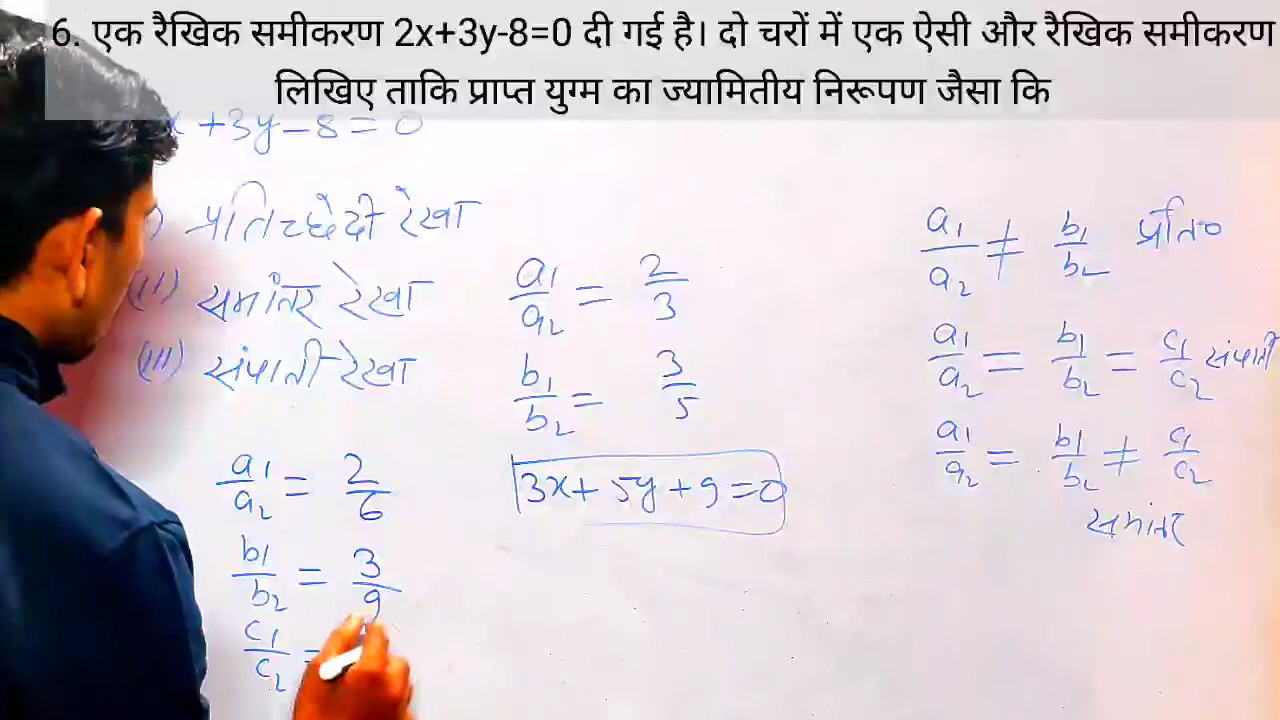 6. एक रैखिक समीकरण 2x+3y-8=0 दी गई है। दो चरों में एक ऐसी और रैखिक समीकरण
लिखिए ताकि प्राप्त युग्म का ज्यामितीय निरूपण जैसा कि
x +3y-8=0
) प्रतिच्छेदी रेखा
(ii) समांतर रेखा
(iii) संपाती रेखा
a1/a2 = 2/6
b1/b2 = 3/9
c1/c2 =
a1/a2 = 2/3
b1/b2 = 3/5
3x+5y+9=0
a1/a2 ≠ b1/b2 प्रति०
a1/a2 = b1/b2 = c1/c2 संपाती
a1/a2 = b1/b2 ≠ c1/c2
समांतर